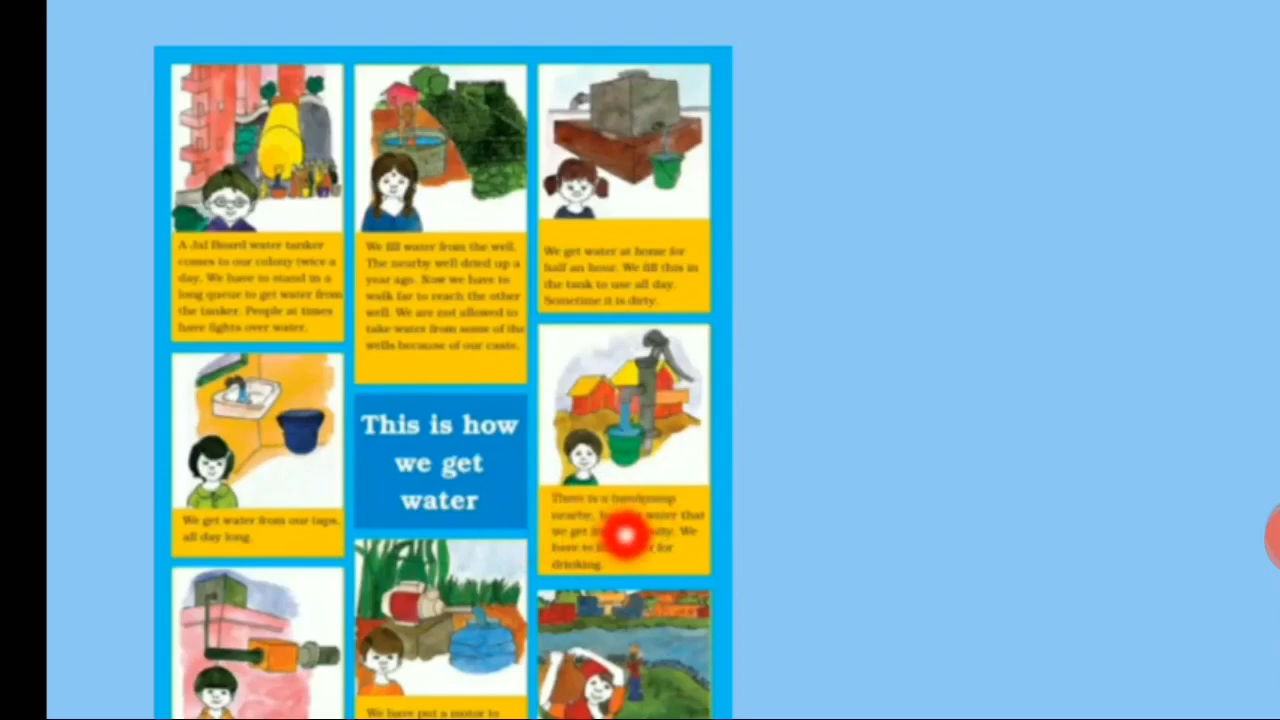 A Jal Board water tanker
comes to our colony twice a
day. We have to stand in a
long queue to get water from
the tanker. People at times
have fights over water.
We fill water from the well.
The nearby well dried up a
year ago. Now we have to
walk far to reach the other
well. We are not allowed to
take water from some of the
wells because of our caste.
We get water at home for
half an hour. We fill this in
the tank to use all day.
Sometime it is dirty.
We get water from our taps,
all day long.
This is how
we get
water
There is a handpump
nearby, water that
we get
have to for
drinking.
We have put a motor to